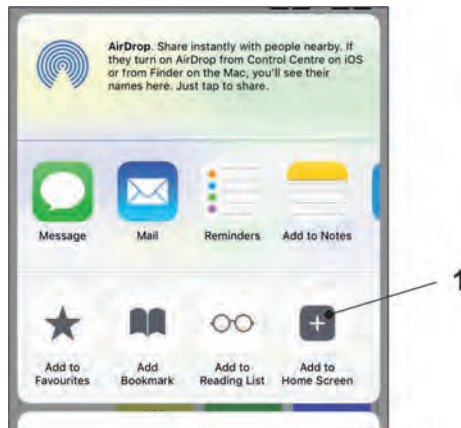 AirDrop. Share instantly with people nearby. If
they turn on AirDrop from Control Centre on iOS
or from Finder on the Mac, you'll see their
names here. Just tap to share.
Message
Mail
Reminders
Add to Notes
1
Add to
Favourites
Add
Bookmark
Add to
Reading List
Add to
Home Screen